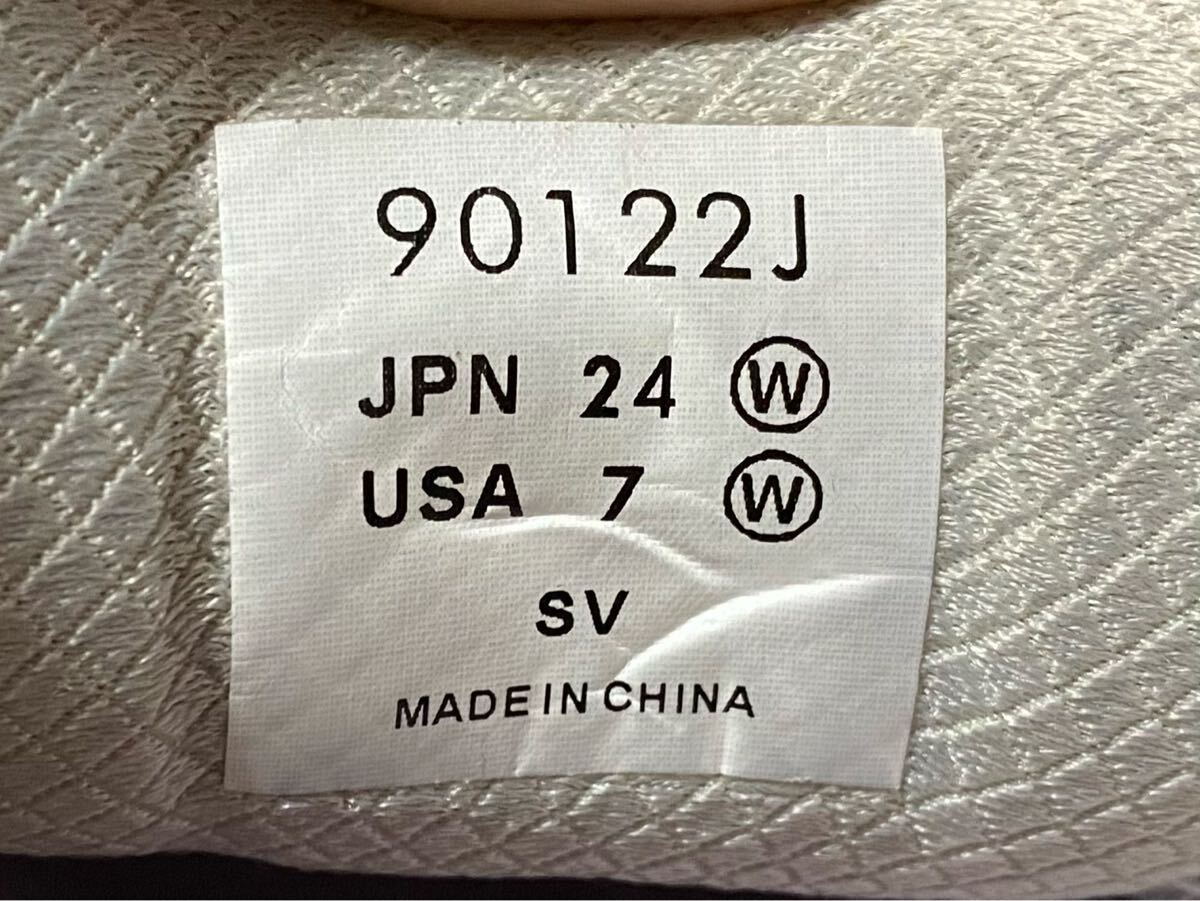 90122J
JPN 24 Ⓦ
USA 7 Ⓦ
SV
MADE IN CHINA